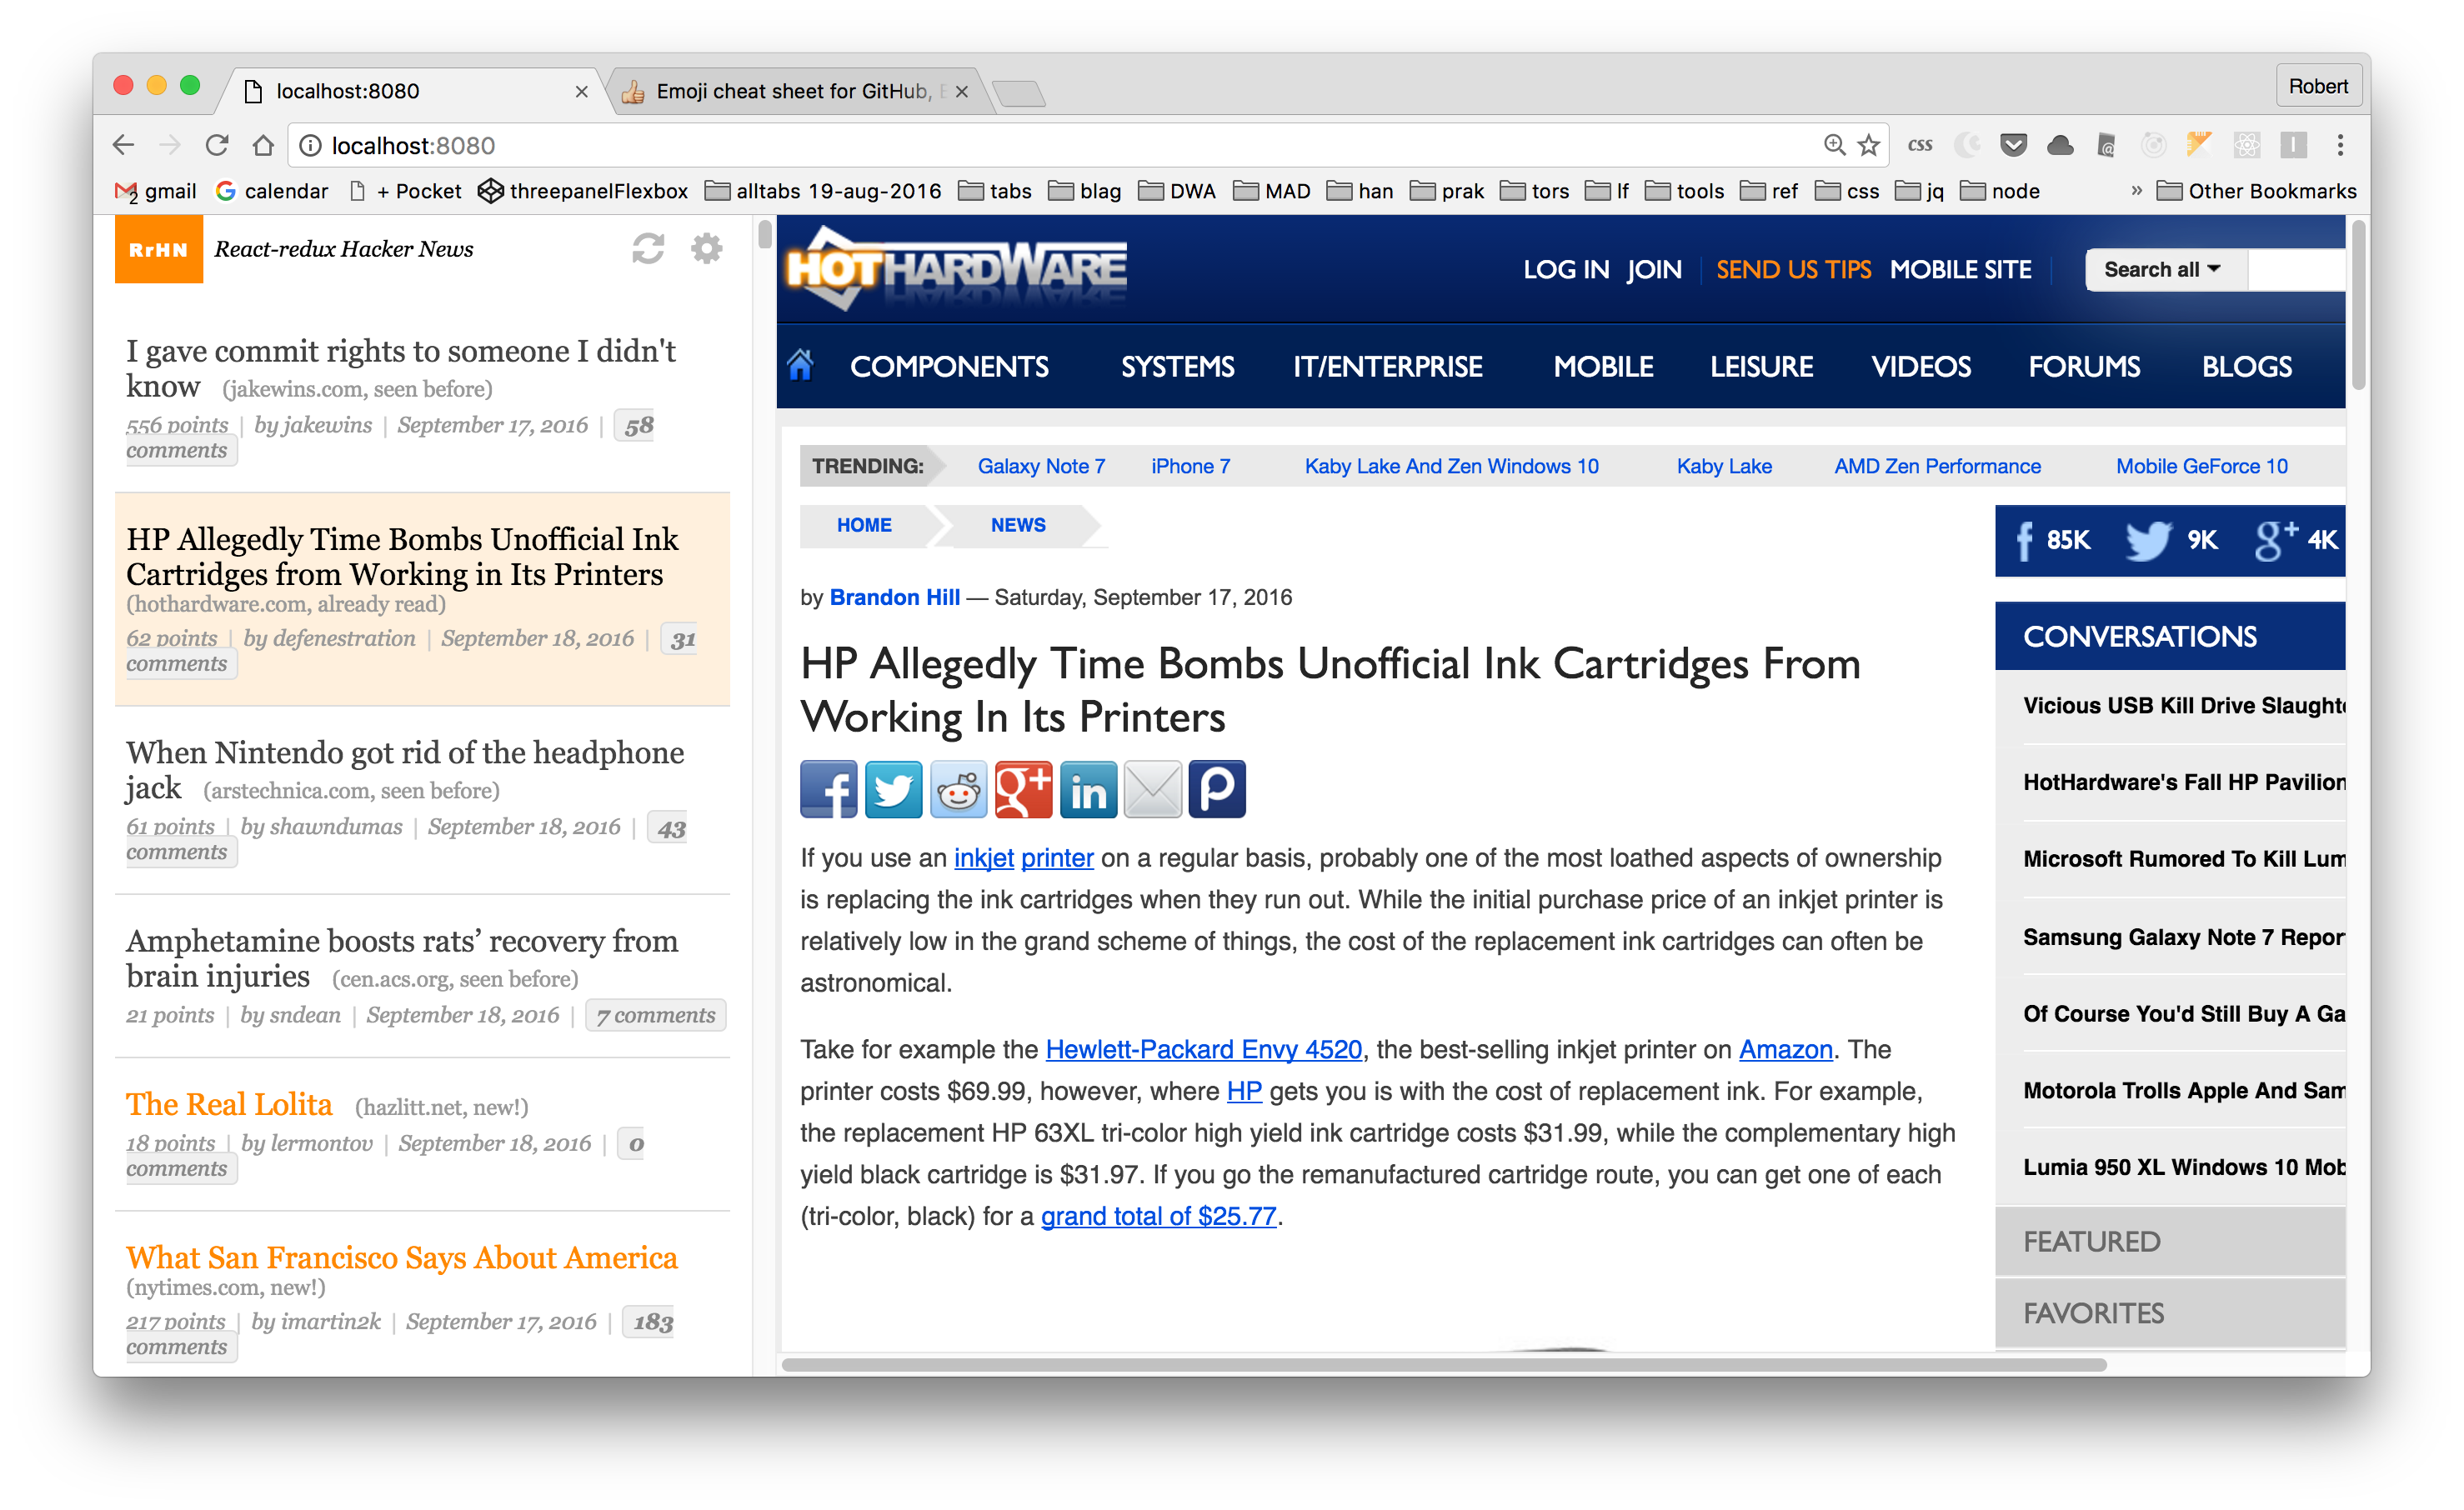 localhost:8080
Emoji cheat sheet for GitHub,
Robert
localhost:8080
css
gmail calendar + Pocket threepanelFlexbox alltabs 19-aug-2016 tabs blag DWA MAD han prak tors lf tools ref css jq node » Other Bookmarks
RrHN React-redux Hacker News
I gave commit rights to someone I didn't
know (jakewins.com, seen before)
556 points | by jakewins | September 17, 2016 | 58
comments
HP Allegedly Time Bombs Unofficial Ink
Cartridges from Working in Its Printers
(hothardware.com, already read)
62 points | by defenestration | September 18, 2016 | 31
comments
When Nintendo got rid of the headphone
jack (arstechnica.com, seen before)
61 points | by shawndumas | September 18, 2016 | 43
comments
Amphetamine boosts rats’ recovery from
brain injuries (cen.acs.org, seen before)
21 points | by sndean | September 18, 2016 | 7 comments
The Real Lolita (hazlitt.net, new!)
18 points | by lermontov | September 18, 2016 | 0
comments
What San Francisco Says About America
(nytimes.com, new!)
217 points | by imartin2k | September 17, 2016 | 183
comments
HOTHARDWARE
LOG IN JOIN SEND US TIPS MOBILE SITE Search all
COMPONENTS SYSTEMS IT/ENTERPRISE MOBILE LEISURE VIDEOS FORUMS BLOGS
TRENDING: Galaxy Note 7 iPhone 7 Kaby Lake And Zen Windows 10 Kaby Lake AMD Zen Performance Mobile GeForce 10
HOME NEWS
by Brandon Hill — Saturday, September 17, 2016
HP Allegedly Time Bombs Unofficial Ink Cartridges From
Working In Its Printers
If you use an inkjet printer on a regular basis, probably one of the most loathed aspects of ownership
is replacing the ink cartridges when they run out. While the initial purchase price of an inkjet printer is
relatively low in the grand scheme of things, the cost of the replacement ink cartridges can often be
astronomical.
Take for example the Hewlett-Packard Envy 4520, the best-selling inkjet printer on Amazon. The
printer costs $69.99, however, where HP gets you is with the cost of replacement ink. For example,
the replacement HP 63XL tri-color high yield ink cartridge costs $31.99, while the complementary high
yield black cartridge is $31.97. If you go the remanufactured cartridge route, you can get one of each
(tri-color, black) for a grand total of $25.77.
85K 9K 4K
CONVERSATIONS
Vicious USB Kill Drive
HotHardware's Fall HP Pavilion
Microsoft Rumored To Kill
Samsung Galaxy Note 7
Of Course You'd Still Buy A
Motorola Trolls Apple And
Lumia 950 XL Windows 10
FEATURED
FAVORITES